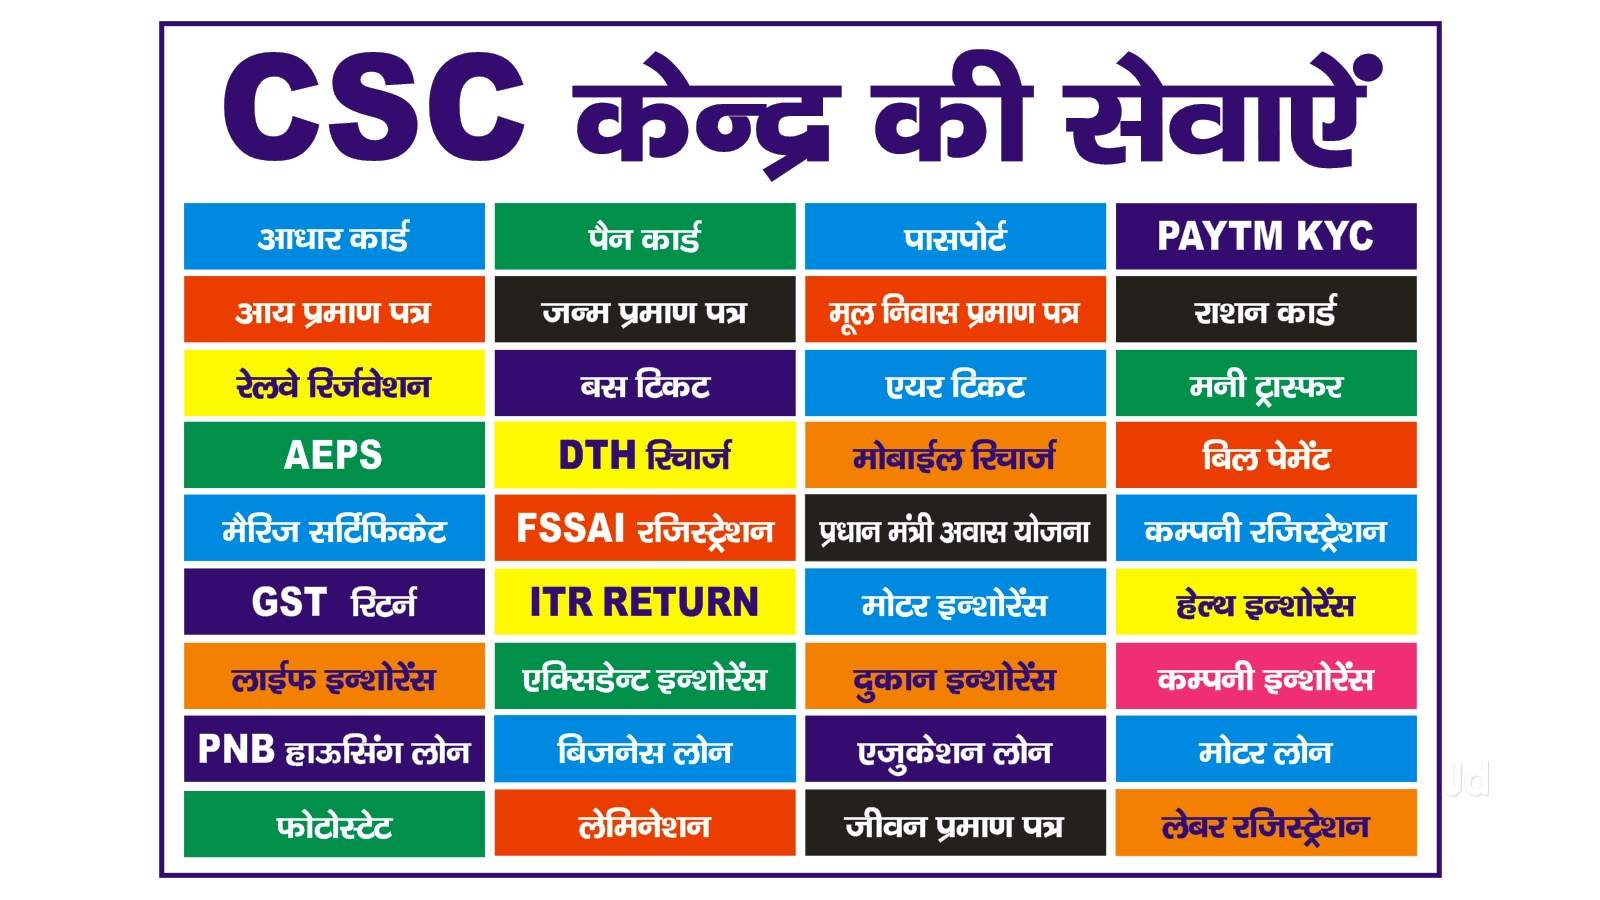 CSC केन्द्र की सेवाऐं
आधार कार्ड
पैन कार्ड
पासपोर्ट
PAYTM KYC
आय प्रमाण पत्र
जन्म प्रमाण पत्र
मूल निवास प्रमाण पत्र
राशन कार्ड
रेलवे रिर्जवेशन
बस टिकट
एयर टिकट
मनी ट्रास्फर
AEPS
DTH रिचार्ज
मोबाईल रिचार्ज
बिल पेमेंट
मैरिज सर्टिफिकेट
FSSAI रजिस्ट्रेशन
प्रधान मंत्री अवास योजना
कम्पनी रजिस्ट्रेशन
GST रिटर्न
ITR RETURN
मोटर इन्शोरेंस
हेल्थ इन्शोरेंस
लाईफ इन्शोरेंस
एक्सिडेन्ट इन्शोरेंस
दुकान इन्शोरेंस
कम्पनी इन्शोरेंस
PNB हाऊसिंग लोन
बिजनेस लोन
एजुकेशन लोन
मोटर लोन
फोटोस्टेट
लेमिनेशन
जीवन प्रमाण पत्र
लेबर रजिस्ट्रेशन
Jd